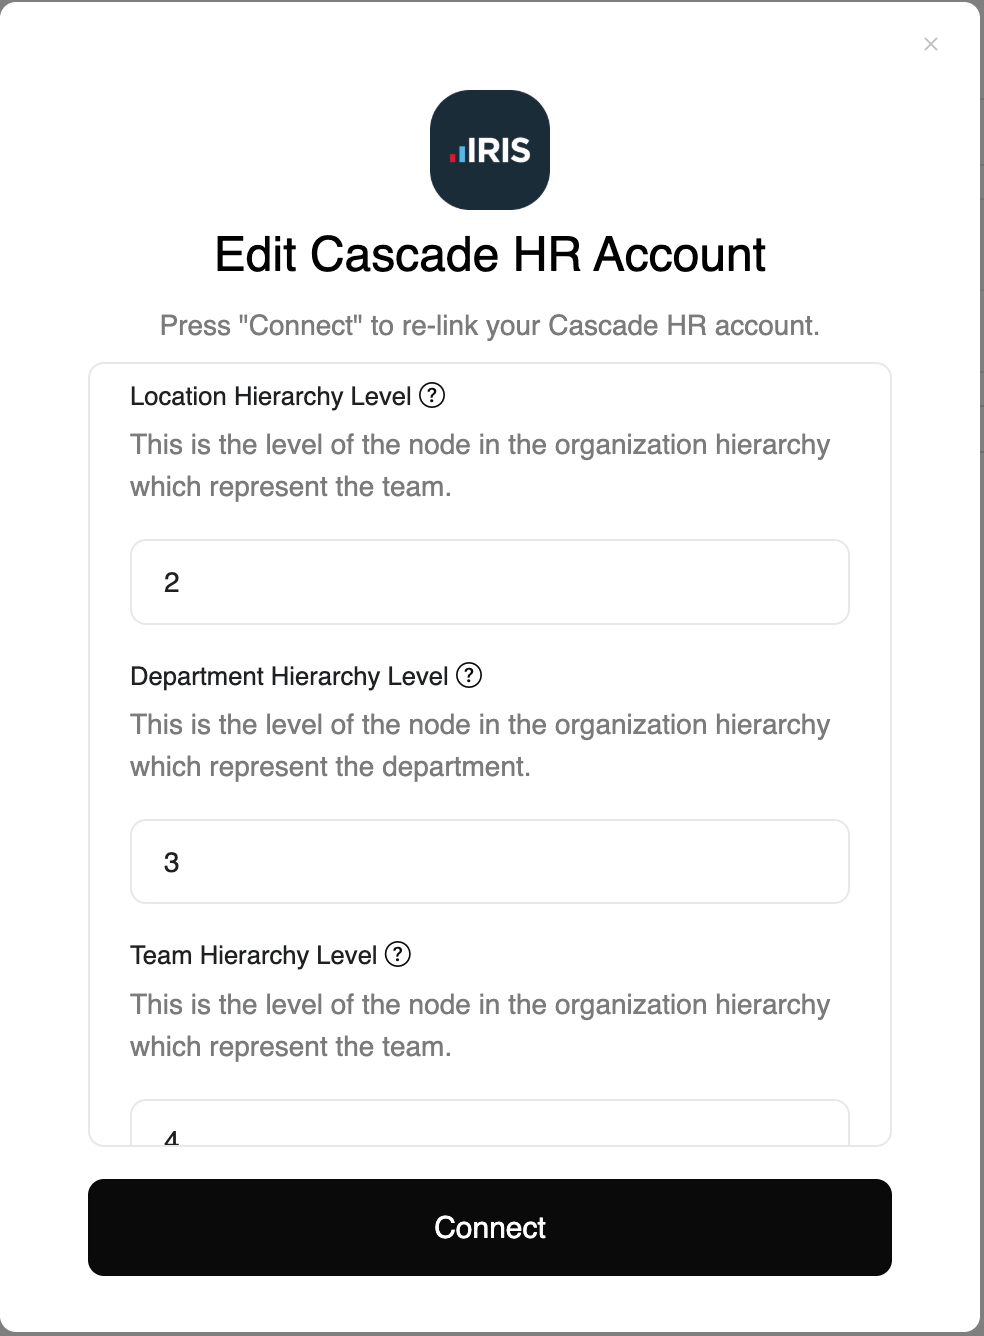 IRIS
Edit Cascade HR Account
Press "Connect" to re-link your Cascade HR account.
Location Hierarchy Level ?
This is the level of the node in the organization hierarchy
which represent the team.
2
Department Hierarchy Level ?
This is the level of the node in the organization hierarchy
which represent the department.
3
Team Hierarchy Level ?
This is the level of the node in the organization hierarchy
which represent the team.
4
Connect